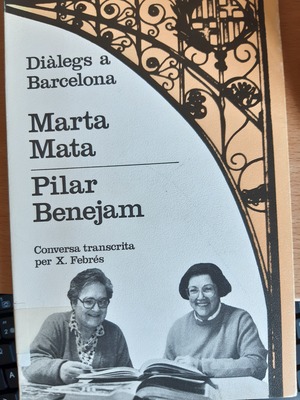 Diàlegs a
Barcelona
Marta
Mata
Pilar
Benejam
Conversa transcrita
per X. Febrés